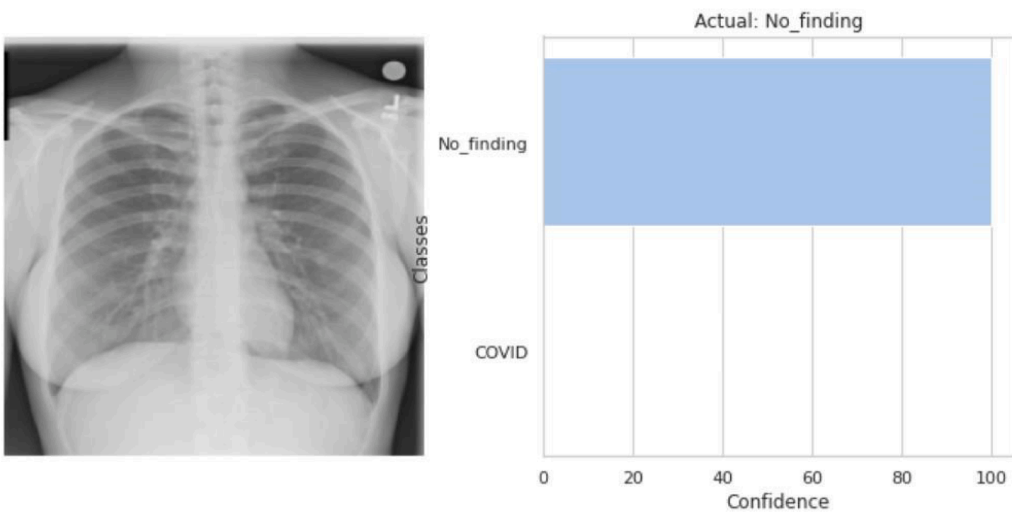 Actual: No_finding
L
No_finding
Classes
COVID
0 20 40 60 80 100
Confidence